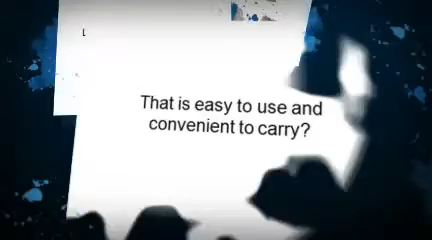 L
That is easy to use and
convenient to carry?